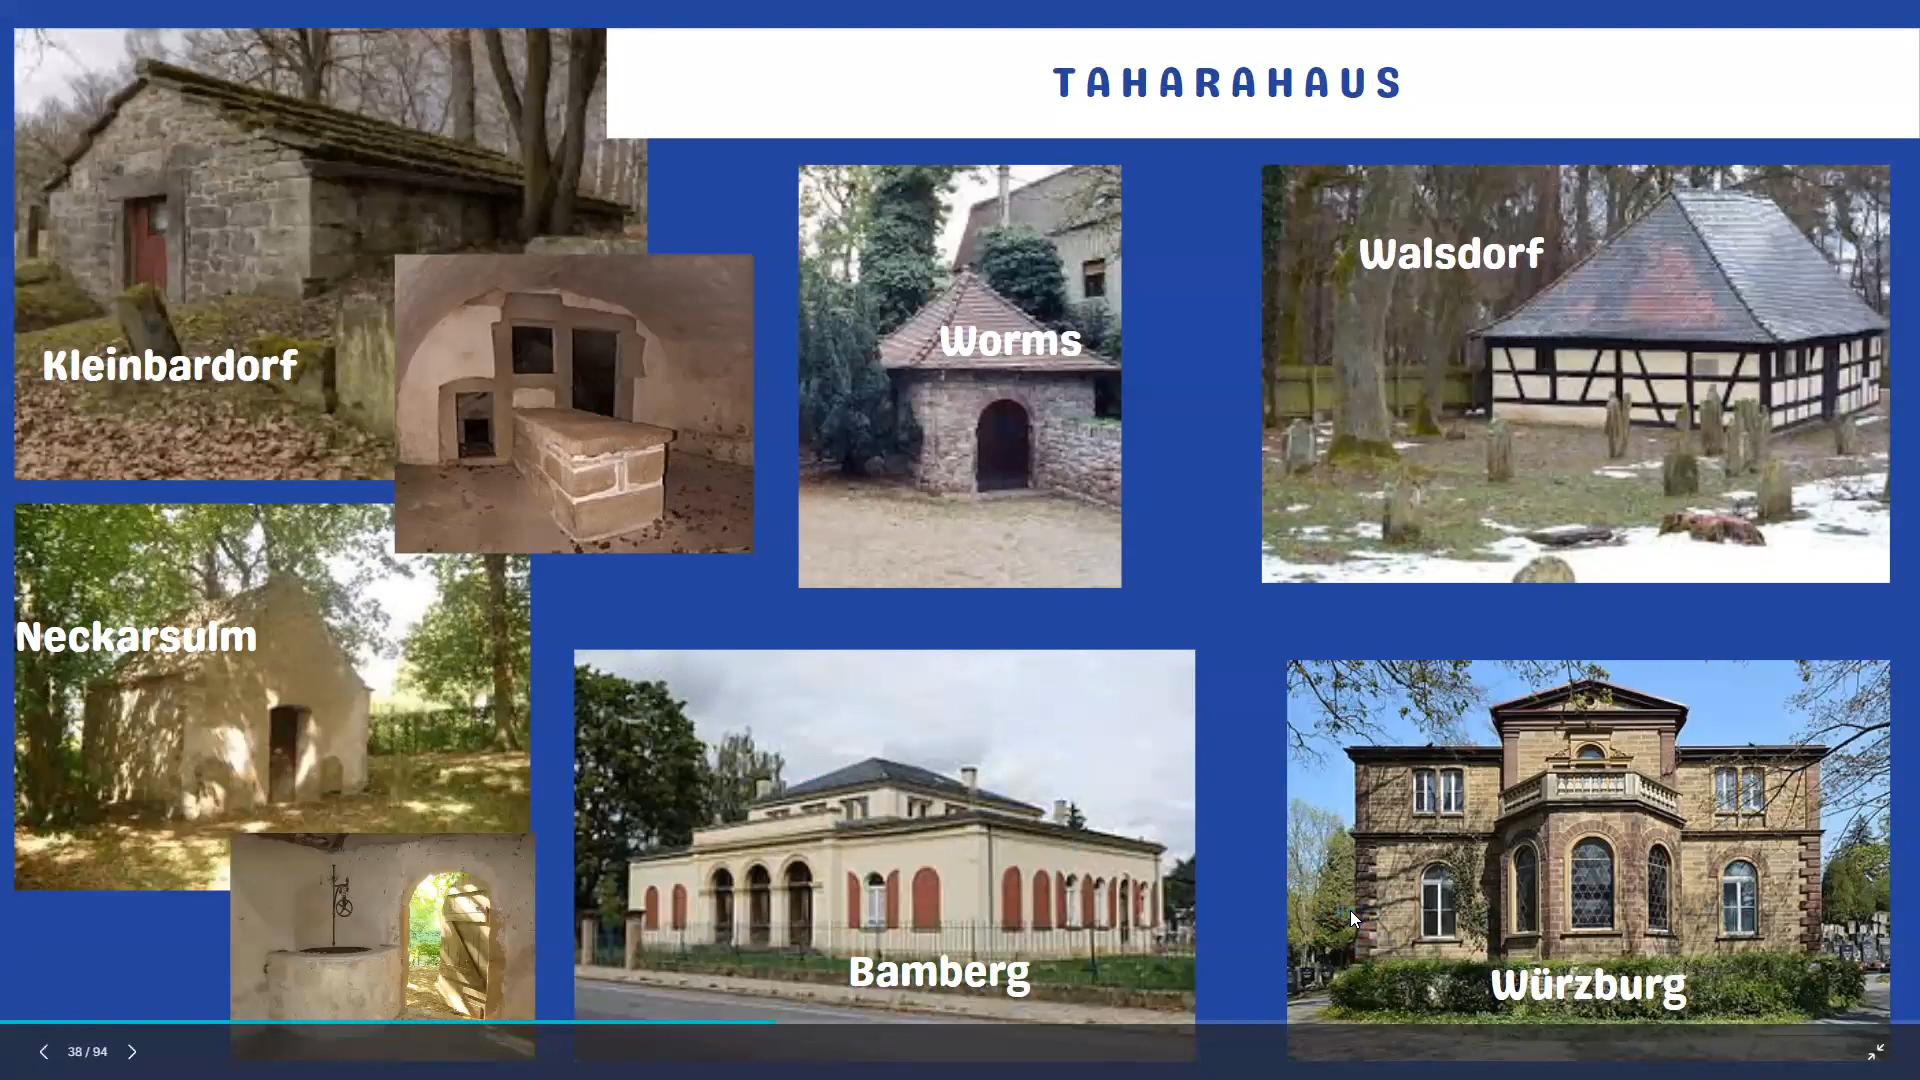 TAHARAHAUS
Walsdorf
Worms
Kleinbardorf
Neckarsulm
Bamberg
Würzburg
38 / 94